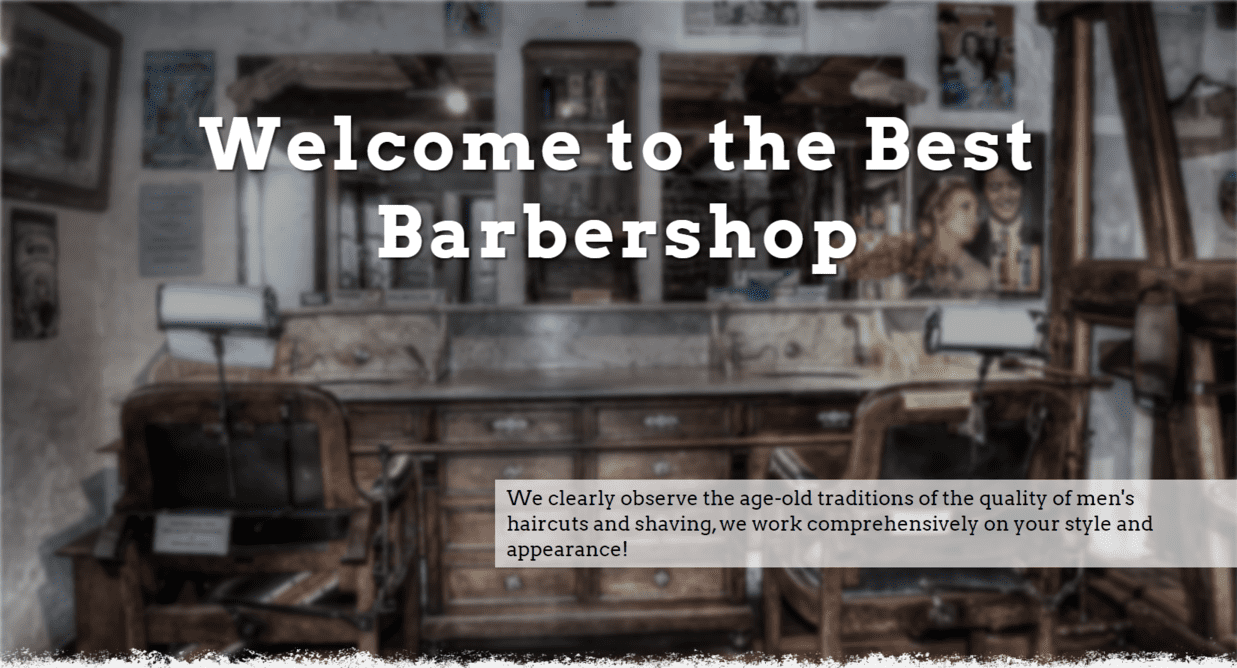 Welcome to the Best
Barbershop
We clearly observe the age-old traditions of the quality of men's
haircuts and shaving, we work comprehensively on your style and
appearance!